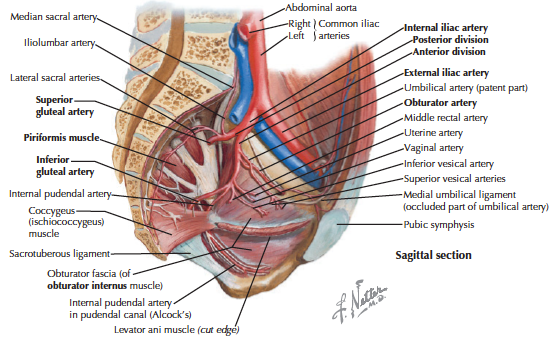 Median sacral artery
Iliolumbar artery
Lateral sacral arteries
Superior
gluteal artery
Piriformis muscle
Inferior
gluteal artery
Internal pudendal artery
Coccygeus
(ischiococcygeus)
muscle
Sacrotuberous ligament
Obturator fascia (of
obturator internus muscle)
Internal pudendal artery
in pudendal canal (Alcock's)
Levator ani muscle (cut edge)
Abdominal aorta
Right } Common iliac
Left } arteries
Internal iliac artery
Posterior division
Anterior division
External iliac artery
Umbilical artery (patent part)
Obturator artery
Middle rectal artery
Uterine artery
Vaginal artery
Inferior vesical artery
Superior vesical arteries
Medial umbilical ligament
(occluded part of umbilical artery)
Pubic symphysis
Sagittal section
F. Netter
M.D.